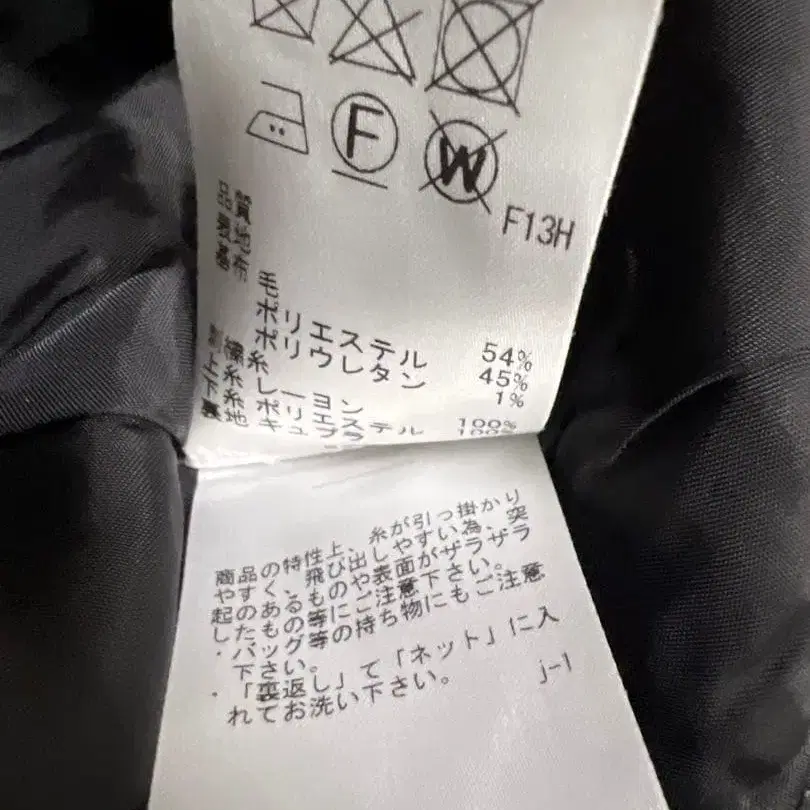 F
W
F13H
品質
表地
基布
毛 54%
ポリエステル 45%
ポリウレタン 1%
刺繍糸
上糸 レーヨン 100%
下糸 ポリエステル 100%
裏地 キュプラ
商品の特性上、糸が引っ掛かり
やすく、飛び出しやすい為、突
起のあるものや表面がザラザラ
したもの等にご注意下さい。
・バッグ等の持ち物にもご注意
下さい。
・「裏返し」て「ネット」に入
れてお洗い下さい。
j-1